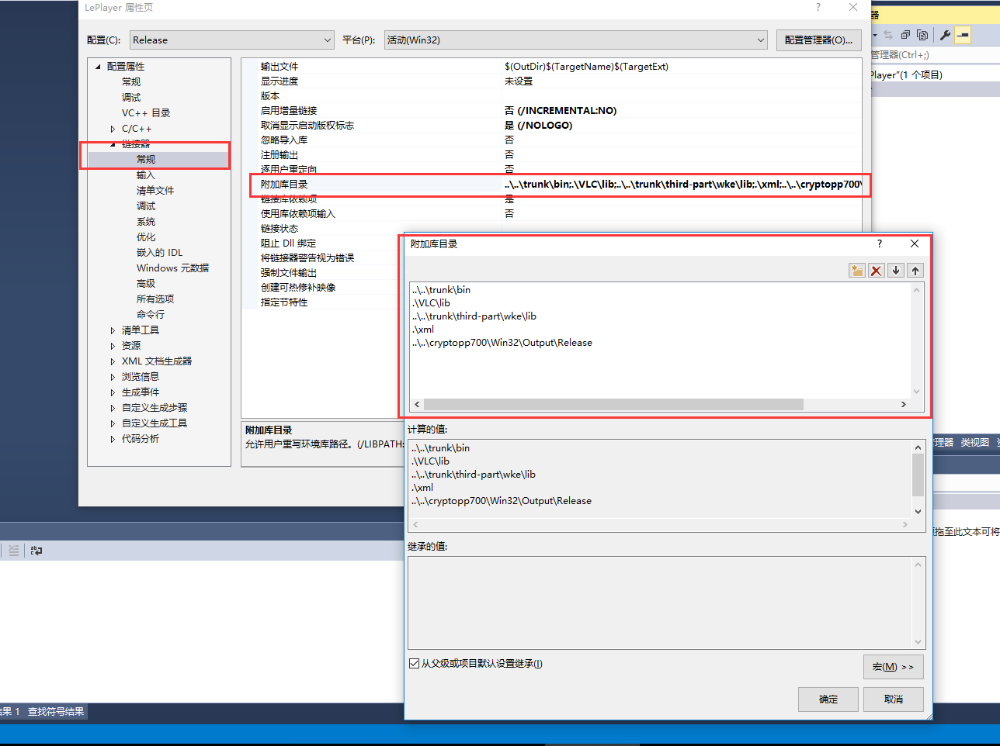 LePlayer 属性页
配置(C):
Release
平台(P):
活动(Win32)
配置管理器(O)...
配置属性
常规
调试
VC++ 目录
C/C++
链接器
常规
输入
清单文件
调试
系统
优化
嵌入的 IDL
Windows 元数据
高级
所有选项
命令行
清单工具
资源
XML 文档生成器
浏览信息
生成事件
自定义生成步骤
自定义生成工具
代码分析
输出文件 $(OutDir)$(TargetName)$(TargetExt)
显示进度 未设置
版本
启用增量链接 否 (/INCREMENTAL:NO)
取消显示启动版权标志 是 (/NOLOGO)
忽略导入库 否
注册输出 否
逐用户重定向 否
附加库目录 ..\..\trunk\bin;.\VLC\lib;..\..\trunk\third-part\wke\lib;.\xml;..\..\cryptopp700\
链接库依赖项 是
使用库依赖项输入 否
链接状态
阻止 Dll 绑定
将链接器警告视为错误
强制文件输出
创建可热修补映像
指定节特性
附加库目录
允许用户重写环境库路径。(/LIBPATH:
附加库目录
?
..\..\trunk\bin
.\VLC\lib
..\..\trunk\third-part\wke\lib
.\xml
..\..\cryptopp700\Win32\Output\Release
计算的值:
..\..\trunk\bin
.\VLC\lib
..\..\trunk\third-part\wke\lib
.\xml
..\..\cryptopp700\Win32\Output\Release
继承的值:
从父级或项目默认设置继承(I)
宏(M) >>
确定
取消
器
管理器(Ctrl+;)
Player"(1 个项目)
管理器 类视图
拖至此文本可将
结果 1 查找符号结果